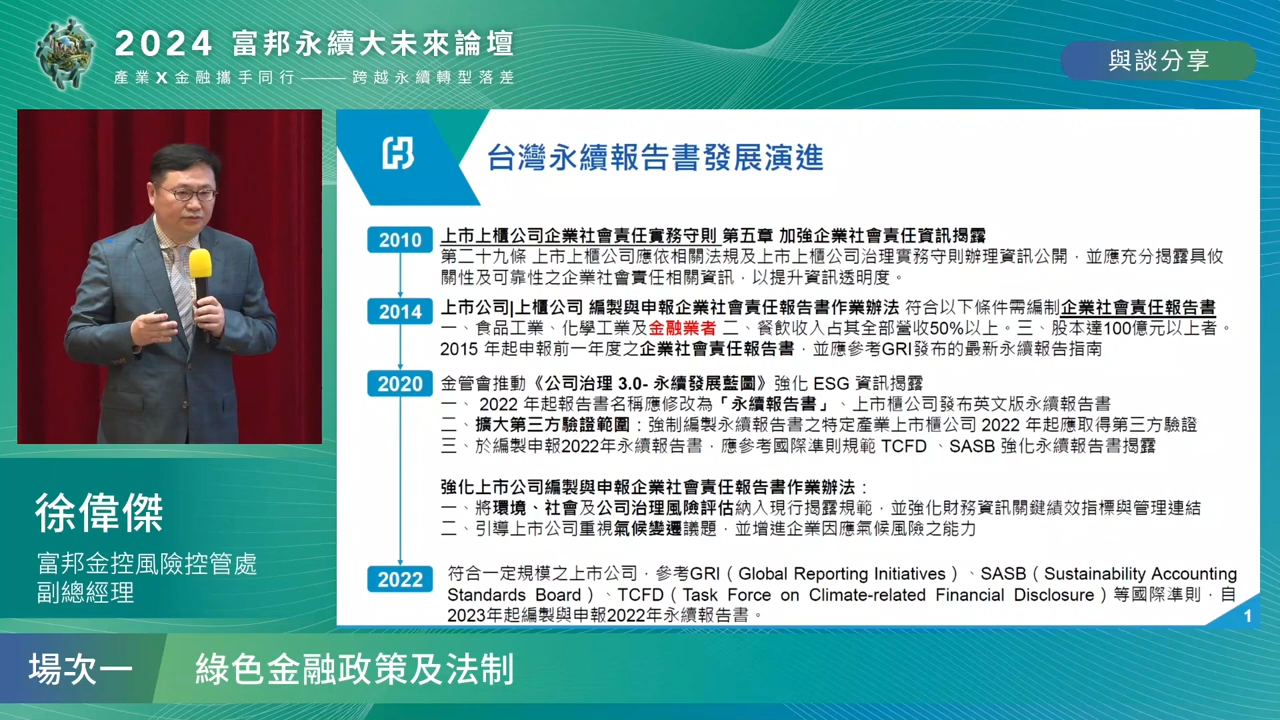 2024 富邦永續大未來論壇
產業X金融攜手同行——跨越永續轉型落差
與談分享
台灣永續報告書發展演進
2010
上市上櫃公司企業社會責任實務守則 第五章 加強企業社會責任資訊揭露
第二十九條 上市上櫃公司應依相關法規及上市上櫃公司治理實務守則辦理資訊公開，並應充分揭露具攸
關性及可靠性之企業社會責任相關資訊，以提升資訊透明度。
2014
上市公司|上櫃公司 編製與申報企業社會責任報告書作業辦法 符合以下條件需編制企業社會責任報告書
一、食品工業、化學工業及金融業者 二、餐飲收入占其全部營收50%以上。三、股本達100億元以上者。
2015 年起申報前一年度之企業社會責任報告書，並應參考GRI發布的最新永續報告指南
2020
金管會推動《公司治理 3.0- 永續發展藍圖》強化 ESG 資訊揭露
一、 2022 年起報告書名稱應修改為「永續報告書」、上市櫃公司發布英文版永續報告書
二、擴大第三方驗證範圍：強制編製永續報告書之特定產業上市櫃公司 2022 年起應取得第三方驗證
三、於編製申報2022年永續報告書，應參考國際準則規範 TCFD 、SASB 強化永續報告書揭露
強化上市公司編製與申報企業社會責任報告書作業辦法：
一、將環境、社會及公司治理風險評估納入現行揭露規範，並強化財務資訊關鍵績效指標與管理連結
二、引導上市公司重視氣候變遷議題，並增進企業因應氣候風險之能力
2022
符合一定規模之上市公司，參考GRI（Global Reporting Initiatives）、SASB（Sustainability Accounting
Standards Board）、TCFD（Task Force on Climate-related Financial Disclosure）等國際準則，自
2023年起編製與申報2022年永續報告書。
1
徐偉傑
富邦金控風險控管處
副總經理
場次一
綠色金融政策及法制